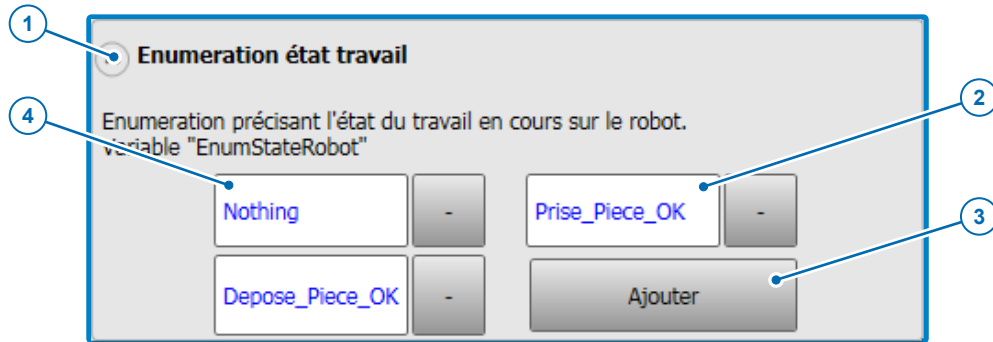 1
Enumeration état travail
2
4
Enumeration précisant l'état du travail en cours sur le robot.
Variable "EnumStateRobot"
Nothing - Prise_Piece_OK -
3
Depose_Piece_OK - Ajouter